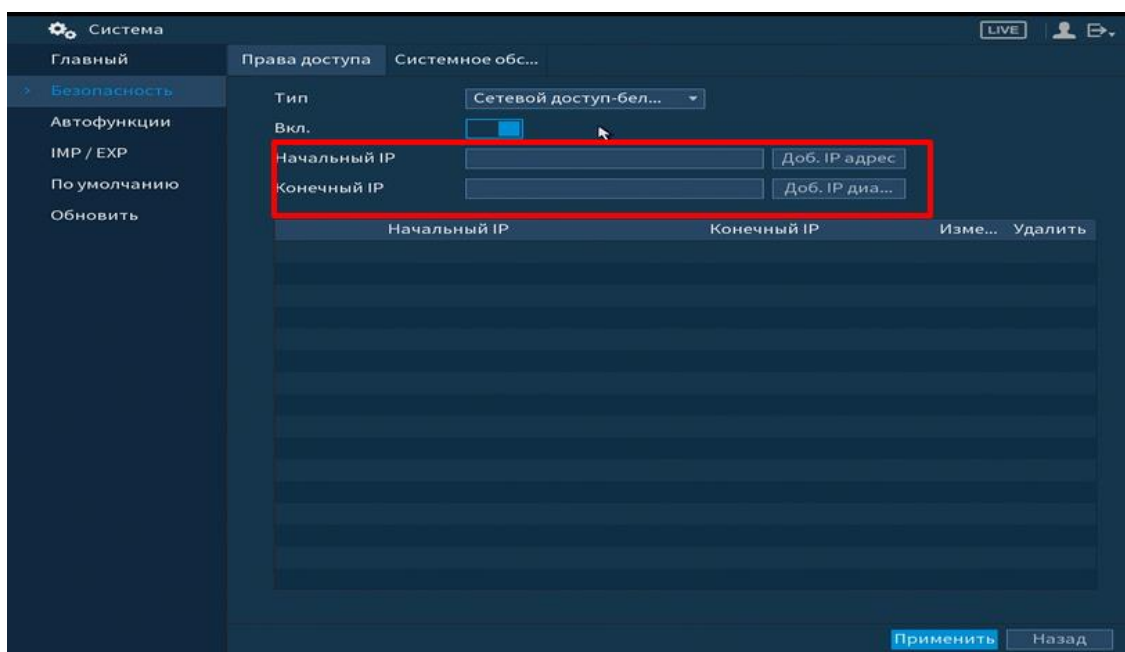 Система LIVE
Главный
Безопасность
Автофункции
IMP / EXP
По умолчанию
Обновить
Права доступа Системное обс...
Тип Сетевой доступ-бел...
Вкл.
Начальный IP Доб. IP адрес
Конечный IP Доб. IP диа...
Начальный IP Конечный IP Изме... Удалить
Применить Назад